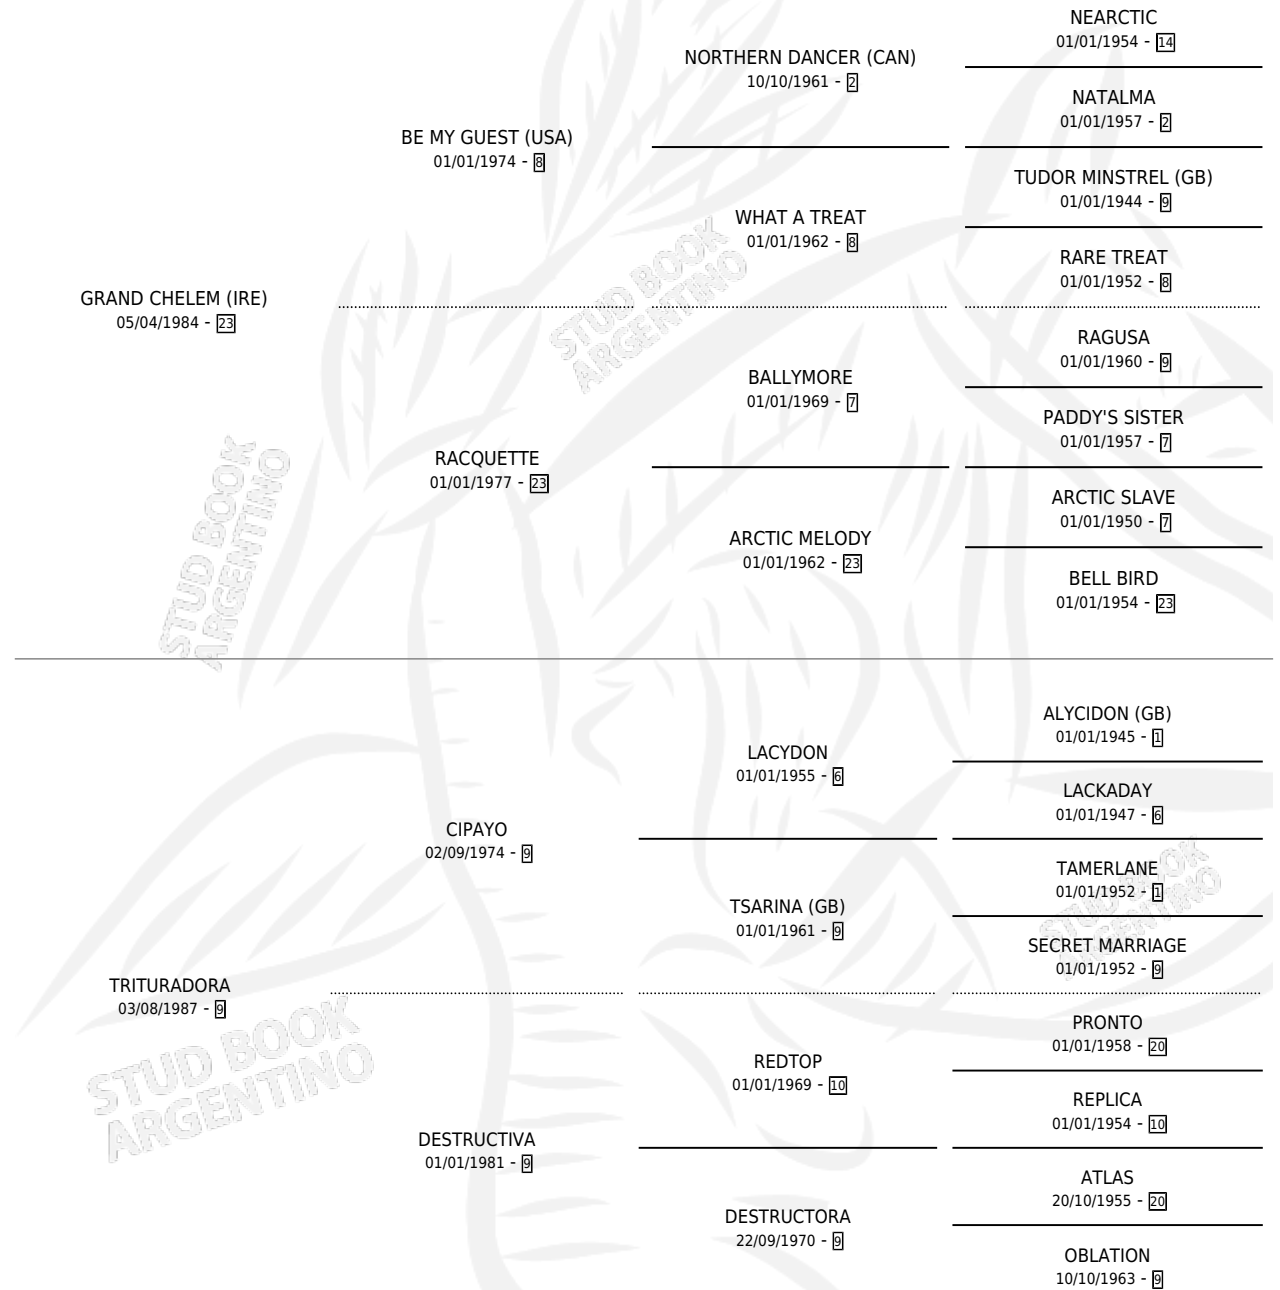 NEARCTIC
01/01/1954 - 14
NORTHERN DANCER (CAN)
10/10/1961 - 2
NATALMA
01/01/1957 - 2
BE MY GUEST (USA)
01/01/1974 - 8
TUDOR MINSTREL (GB)
01/01/1944 - 9
WHAT A TREAT
01/01/1962 - 8
RARE TREAT
01/01/1952 - 8
GRAND CHELEM (IRE)
05/04/1984 - 23
STUD BOOK
ARGENTINO
RAGUSA
01/01/1960 - 9
BALLYMORE
01/01/1969 - 7
PADDY'S SISTER
01/01/1957 - 7
RACQUETTE
01/01/1977 - 23
ARCTIC SLAVE
01/01/1950 - 7
ARCTIC MELODY
01/01/1962 - 23
BELL BIRD
01/01/1954 - 23
STUD BOOK
ARGENTINO
ALYCIDON (GB)
01/01/1945 - 1
LACYDON
01/01/1955 - 6
LACKADAY
01/01/1947 - 6
CIPAYO
02/09/1974 - 9
TAMERLANE
01/01/1952 - 1
TSARINA (GB)
01/01/1961 - 9
SECRET MARRIAGE
01/01/1952 - 9
STUD BOOK
ARGENTINO
TRITURADORA
03/08/1987 - 9
PRONTO
01/01/1958 - 20
REDTOP
01/01/1969 - 10
REPLICA
01/01/1954 - 10
STUD BOOK
ARGENTINO
DESTRUCTIVA
01/01/1981 - 9
ATLAS
20/10/1955 - 20
DESTRUCTORA
22/09/1970 - 9
OBLATION
10/10/1963 - 9